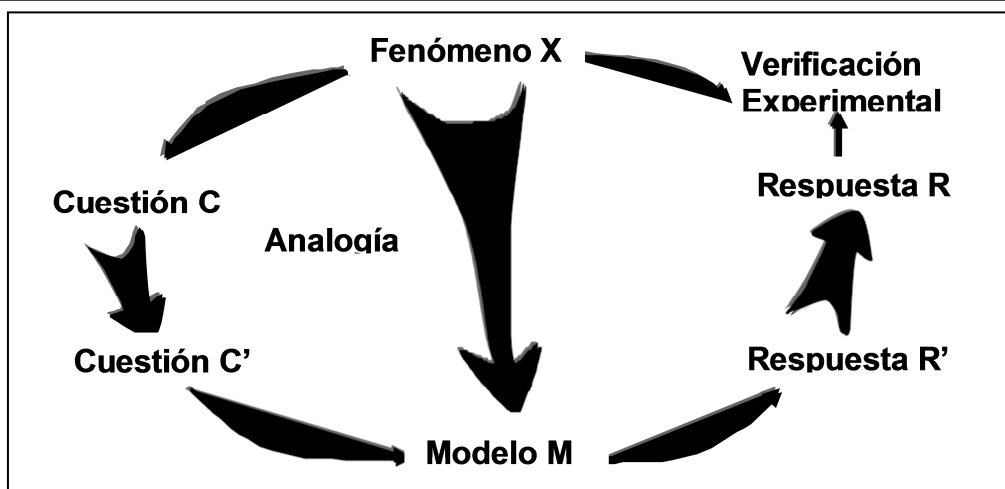 Fenómeno X
Verificación
Experimental
Respuesta R
Cuestión C
Analogía
Cuestión C’
Respuesta R’
Modelo M